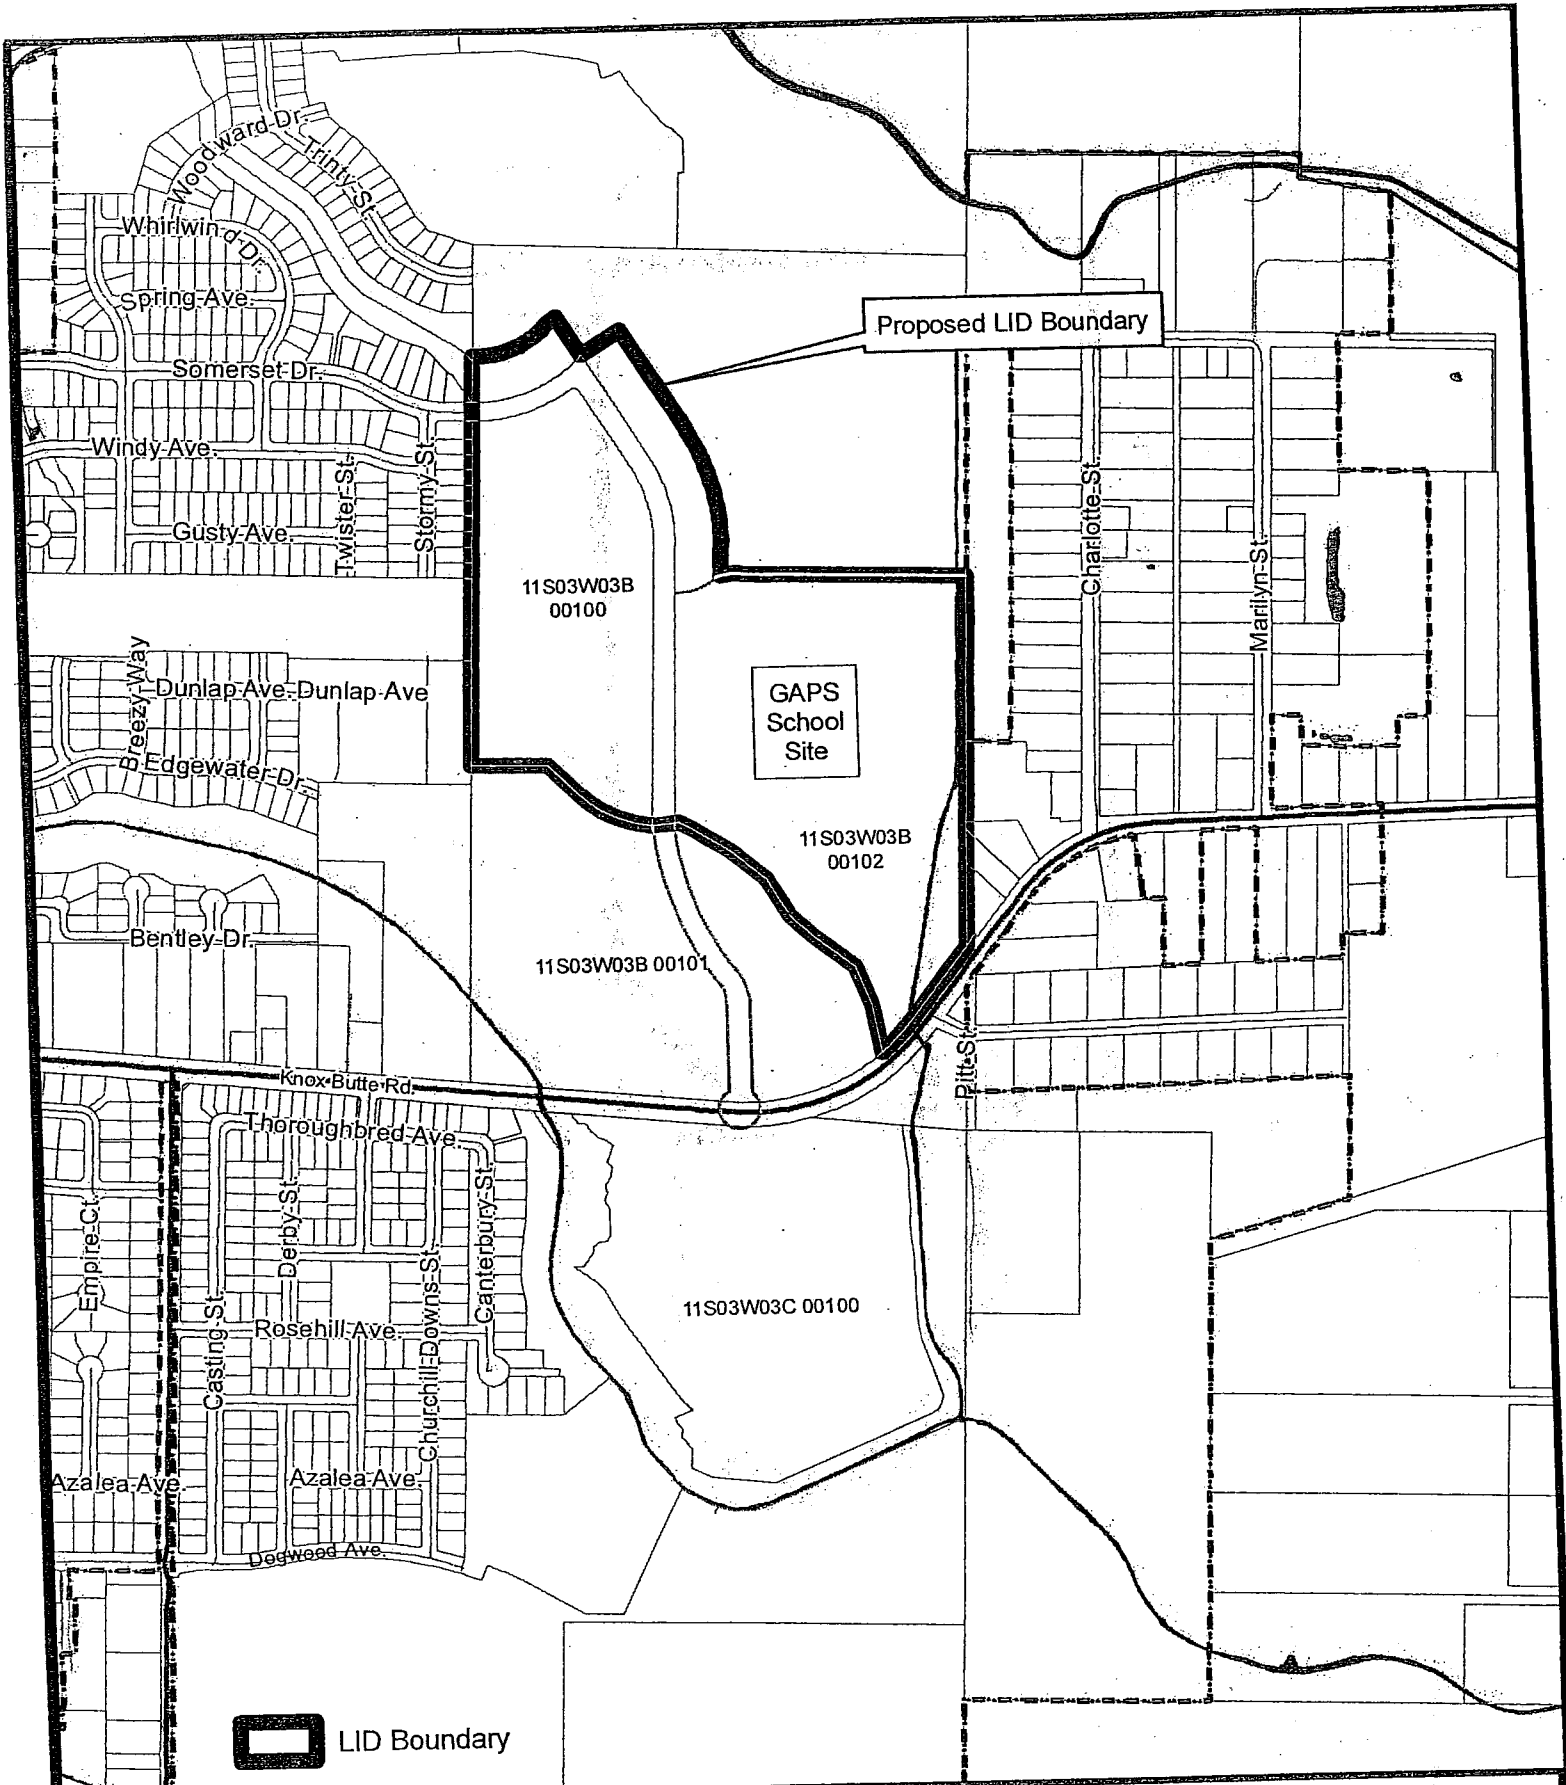 Woodward Dr.
Trinty St.
Whirlwind Dr.
Spring Ave.
Proposed LID Boundary
Somerset Dr.
Windy Ave.
Twister St.
Stormy St.
Gusty Ave.
Charlotte St.
Marilyn St.
11S03W03B
00100
Breezy Way
Dunlap Ave. Dunlap Ave
GAPS
School
Site
Edgewater Dr.
11S03W03B
00102
Bentley Dr.
11S03W03B 00101
Pitt St.
Knox Butte Rd.
Thoroughbred Ave.
Empire Ct.
Derby St.
Canterbury St.
Casting St.
Churchill Downs St.
11S03W03C 00100
Rosehill Ave.
Azalea Ave.
Azalea Ave.
Dogwood Ave.
LID Boundary